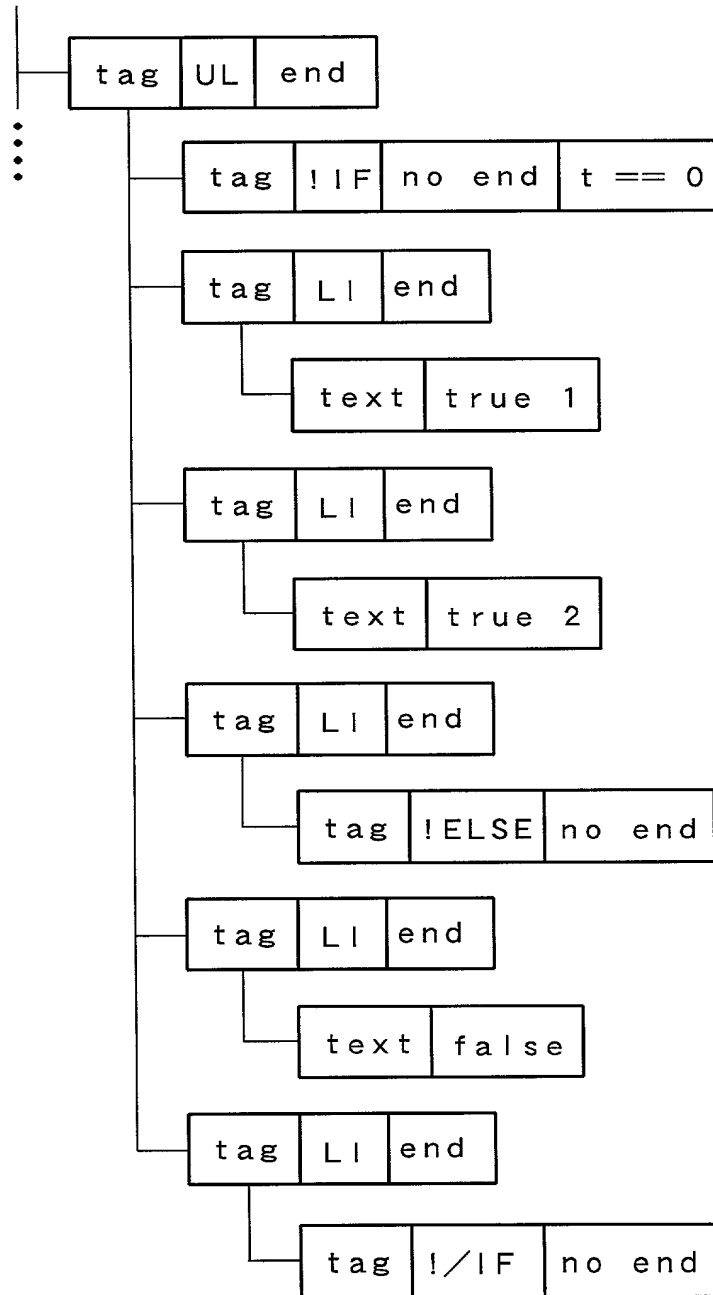 tag UL end
tag !IF no end t == 0
tag LI end
text true 1
tag LI end
text true 2
tag LI end
tag !ELSE no end
tag LI end
text false
tag LI end
tag !/IF no end